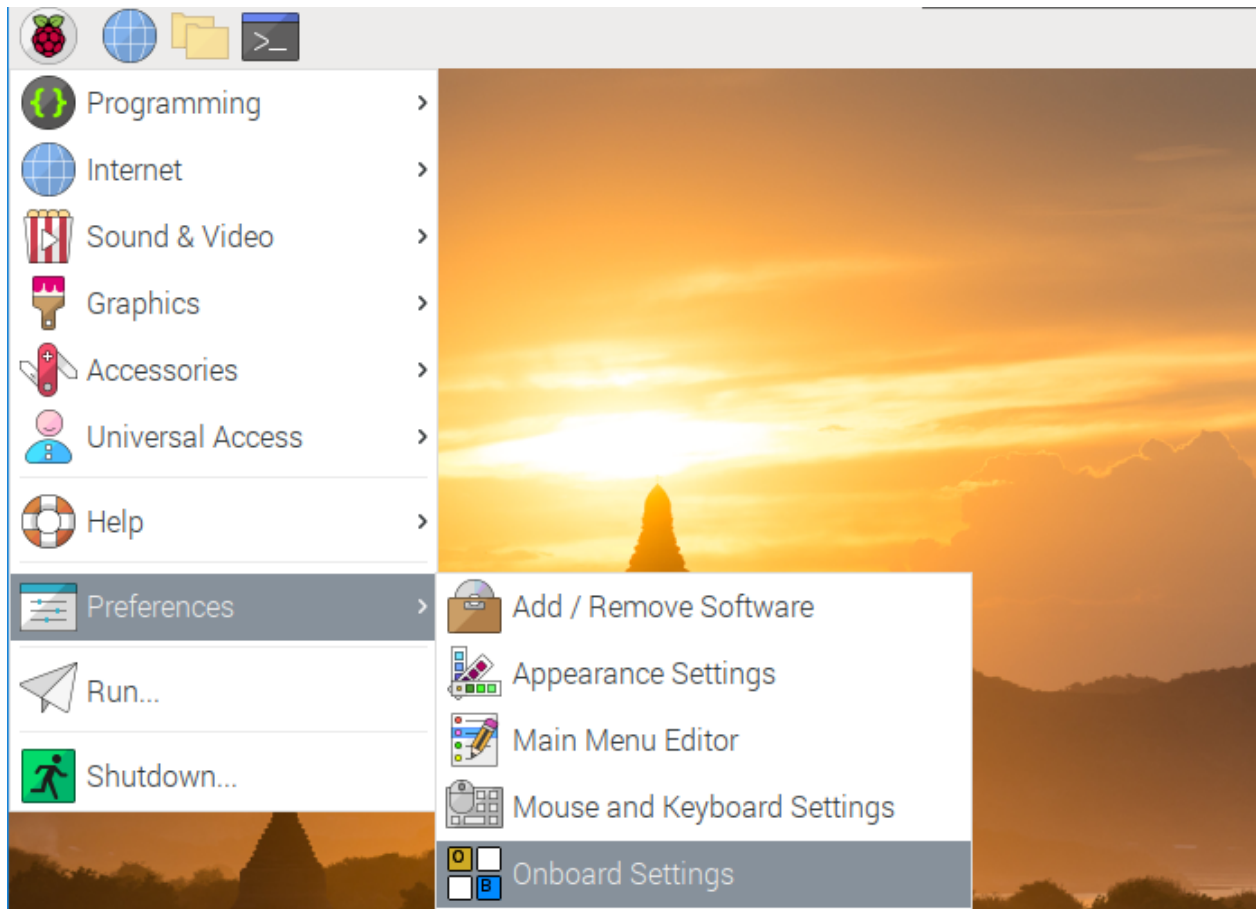 >_
Programming
Internet
Sound & Video
Graphics
Accessories
Universal Access
Help
Preferences
Run...
Shutdown...
Add / Remove Software
Appearance Settings
Main Menu Editor
Mouse and Keyboard Settings
O
B
Onboard Settings